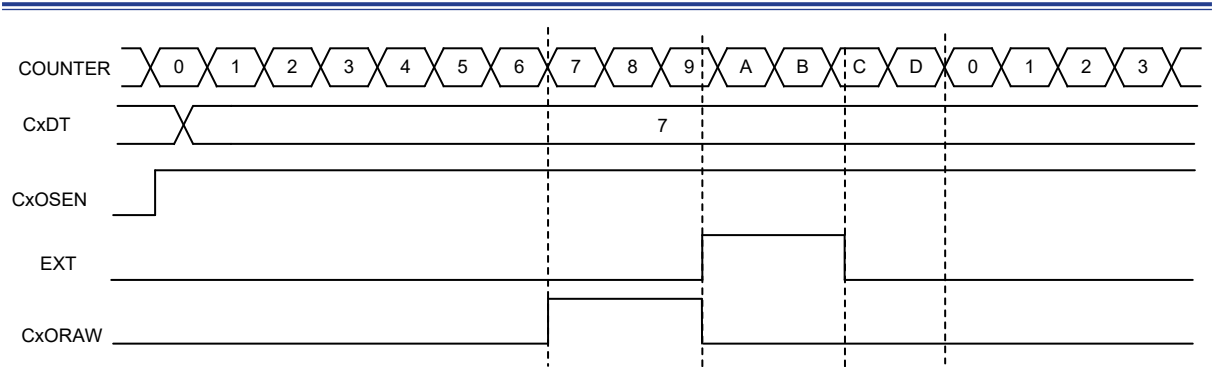 COUNTER 0 1 2 3 4 5 6 7 8 9 A B C D 0 1 2 3
CxDT 7
CxOSEN
EXT
CxORAW